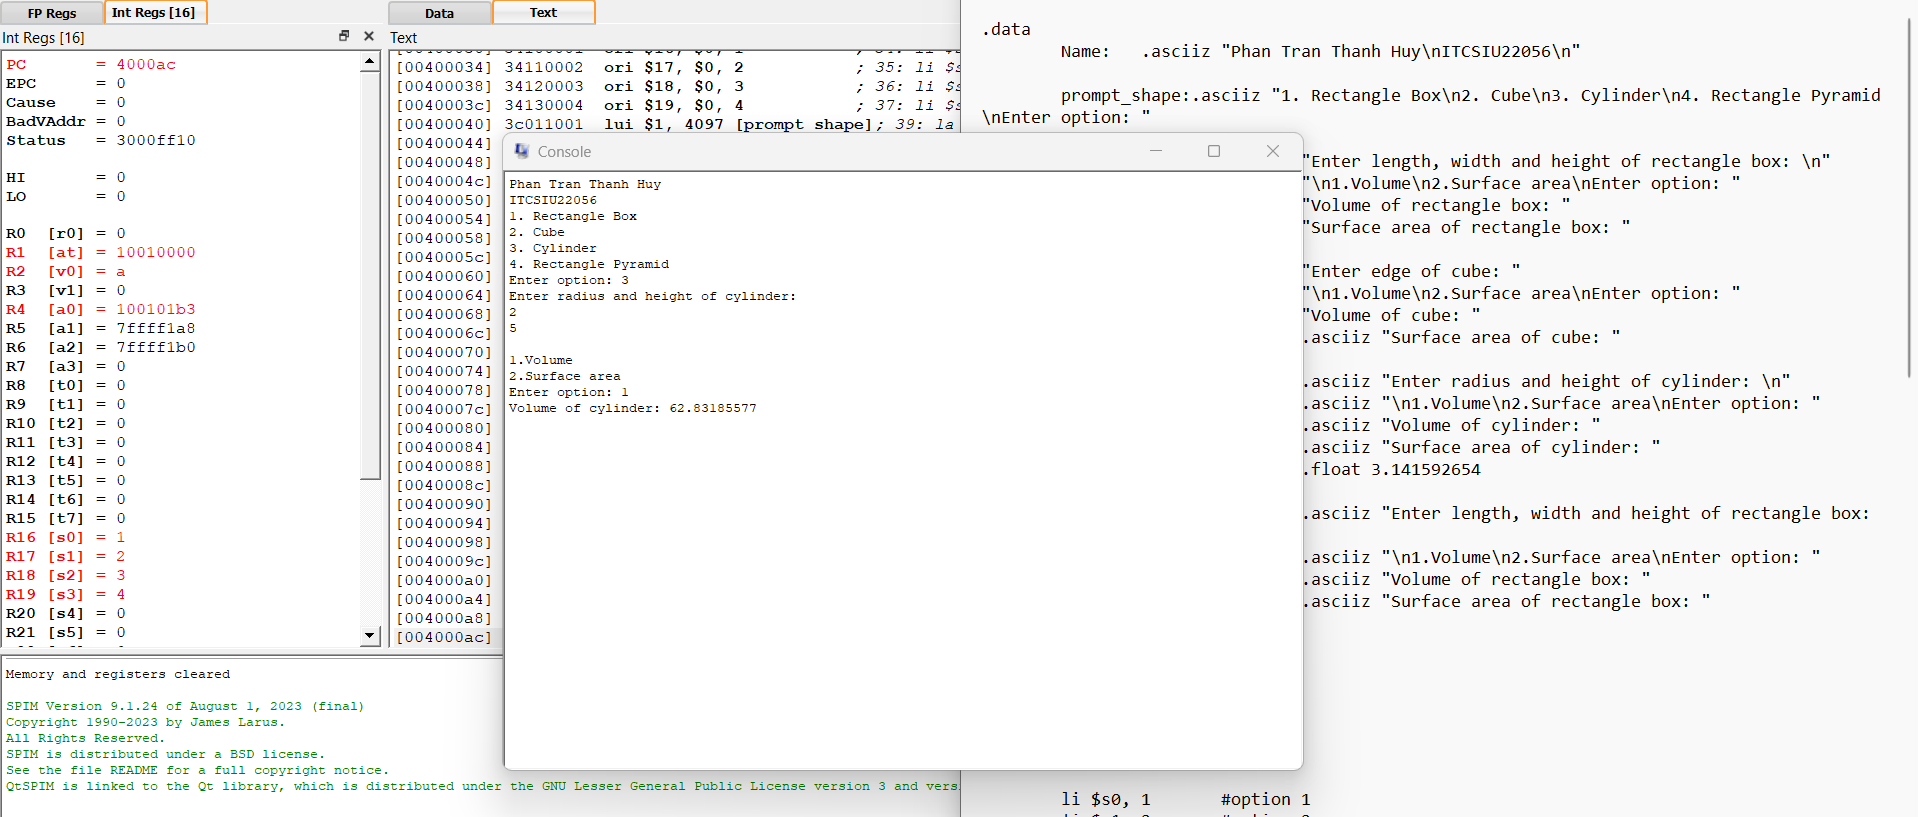 FP Regs
Int Regs [16]
Data
Text
Int Regs [16]
Text
PC = 4000ac
EPC = 0
Cause = 0
BadVAddr = 0
Status = 3000ff10
HI = 0
LO = 0
R0 [r0] = 0
R1 [at] = 10010000
R2 [v0] = a
R3 [v1] = 0
R4 [a0] = 100101b3
R5 [a1] = 7ffff1a8
R6 [a2] = 7ffff1b0
R7 [a3] = 0
R8 [t0] = 0
R9 [t1] = 0
R10 [t2] = 0
R11 [t3] = 0
R12 [t4] = 0
R13 [t5] = 0
R14 [t6] = 0
R15 [t7] = 0
R16 [s0] = 1
R17 [s1] = 2
R18 [s2] = 3
R19 [s3] = 4
R20 [s4] = 0
R21 [s5] = 0
[00400034] 34110002 ori $17, $0, 2 ; 35: li $s
[00400038] 34120003 ori $18, $0, 3 ; 36: li $s
[0040003c] 34130004 ori $19, $0, 4 ; 37: li $s
[00400040] 3c011001 lui $1, 4097 [prompt_shape]; 39: la
[00400044]
[00400048]
[0040004c]
[00400050]
[00400054]
[00400058]
[0040005c]
[00400060]
[00400064]
[00400068]
[0040006c]
[00400070]
[00400074]
[00400078]
[0040007c]
[00400080]
[00400084]
[00400088]
[0040008c]
[00400090]
[00400094]
[00400098]
[0040009c]
[004000a0]
[004000a4]
[004000a8]
[004000ac]
Console
Phan Tran Thanh Huy
ITCSIU22056
1. Rectangle Box
2. Cube
3. Cylinder
4. Rectangle Pyramid
Enter option: 3
Enter radius and height of cylinder:
2
5
1.Volume
2.Surface area
Enter option: 1
Volume of cylinder: 62.83185577
.data
Name: .asciiz "Phan Tran Thanh Huy\nITCSIU22056\n"
prompt_shape:.asciiz "1. Rectangle Box\n2. Cube\n3. Cylinder\n4. Rectangle Pyramid
\nEnter option: "
"Enter length, width and height of rectangle box: \n"
"\n1.Volume\n2.Surface area\nEnter option: "
"Volume of rectangle box: "
"Surface area of rectangle box: "
"Enter edge of cube: "
"\n1.Volume\n2.Surface area\nEnter option: "
"Volume of cube: "
.asciiz "Surface area of cube: "
.asciiz "Enter radius and height of cylinder: \n"
.asciiz "\n1.Volume\n2.Surface area\nEnter option: "
.asciiz "Volume of cylinder: "
.asciiz "Surface area of cylinder: "
.float 3.141592654
.asciiz "Enter length, width and height of rectangle box:
.asciiz "\n1.Volume\n2.Surface area\nEnter option: "
.asciiz "Volume of rectangle box: "
.asciiz "Surface area of rectangle box: "
li $s0, 1 #option 1
Memory and registers cleared
SPIM Version 9.1.24 of August 1, 2023 (final)
Copyright 1990-2023 by James Larus.
All Rights Reserved.
SPIM is distributed under a BSD license.
See the file README for a full copyright notice.
QtSPIM is linked to the Qt library, which is distributed under the GNU Lesser General Public License version 3 and vers